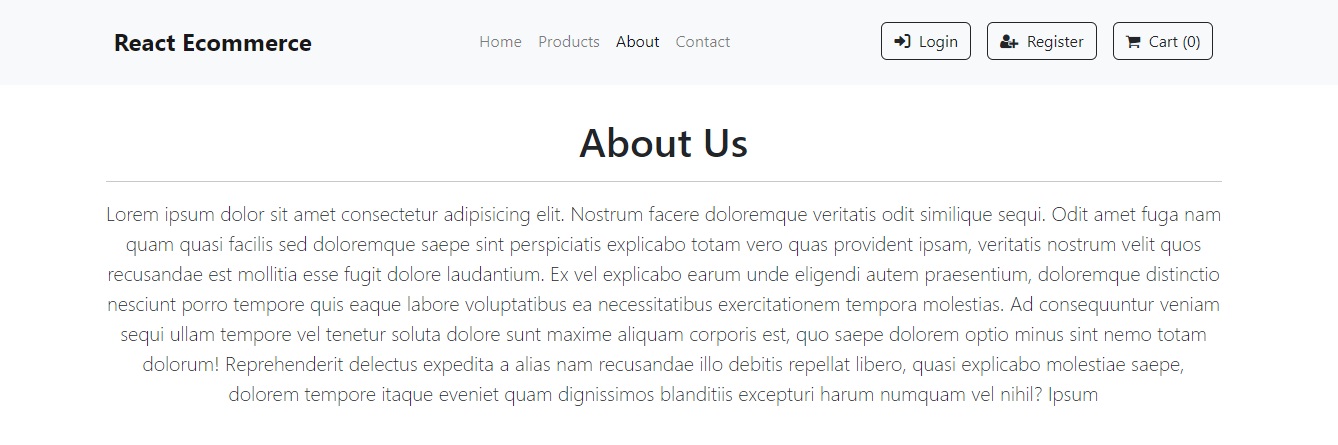 React Ecommerce
Home Products About Contact
Login Register Cart (0)
About Us
Lorem ipsum dolor sit amet consectetur adipisicing elit. Nostrum facere doloremque veritatis odit similique sequi. Odit amet fuga nam
quam quasi facilis sed doloremque saepe sint perspiciatis explicabo totam vero quas provident ipsam, veritatis nostrum velit quos
recusandae est mollitia esse fugit dolore laudantium. Ex vel explicabo earum unde eligendi autem praesentium, doloremque distinctio
nesciunt porro tempore quis eaque labore voluptatibus ea necessitatibus exercitationem tempora molestias. Ad consequuntur veniam
sequi ullam tempore vel tenetur soluta dolore sunt maxime aliquam corporis est, quo saepe dolorem optio minus sint nemo totam
dolorum! Reprehenderit delectus expedita a alias nam recusandae illo debitis repellat libero, quasi explicabo molestiae saepe,
dolorem tempore itaque eveniet quam dignissimos blanditiis excepturi harum numquam vel nihil? Ipsum